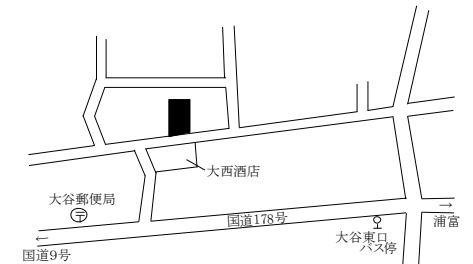 大西酒店
大谷郵便局
国道178号
→
浦富
大谷東口
バス停
←
国道9号